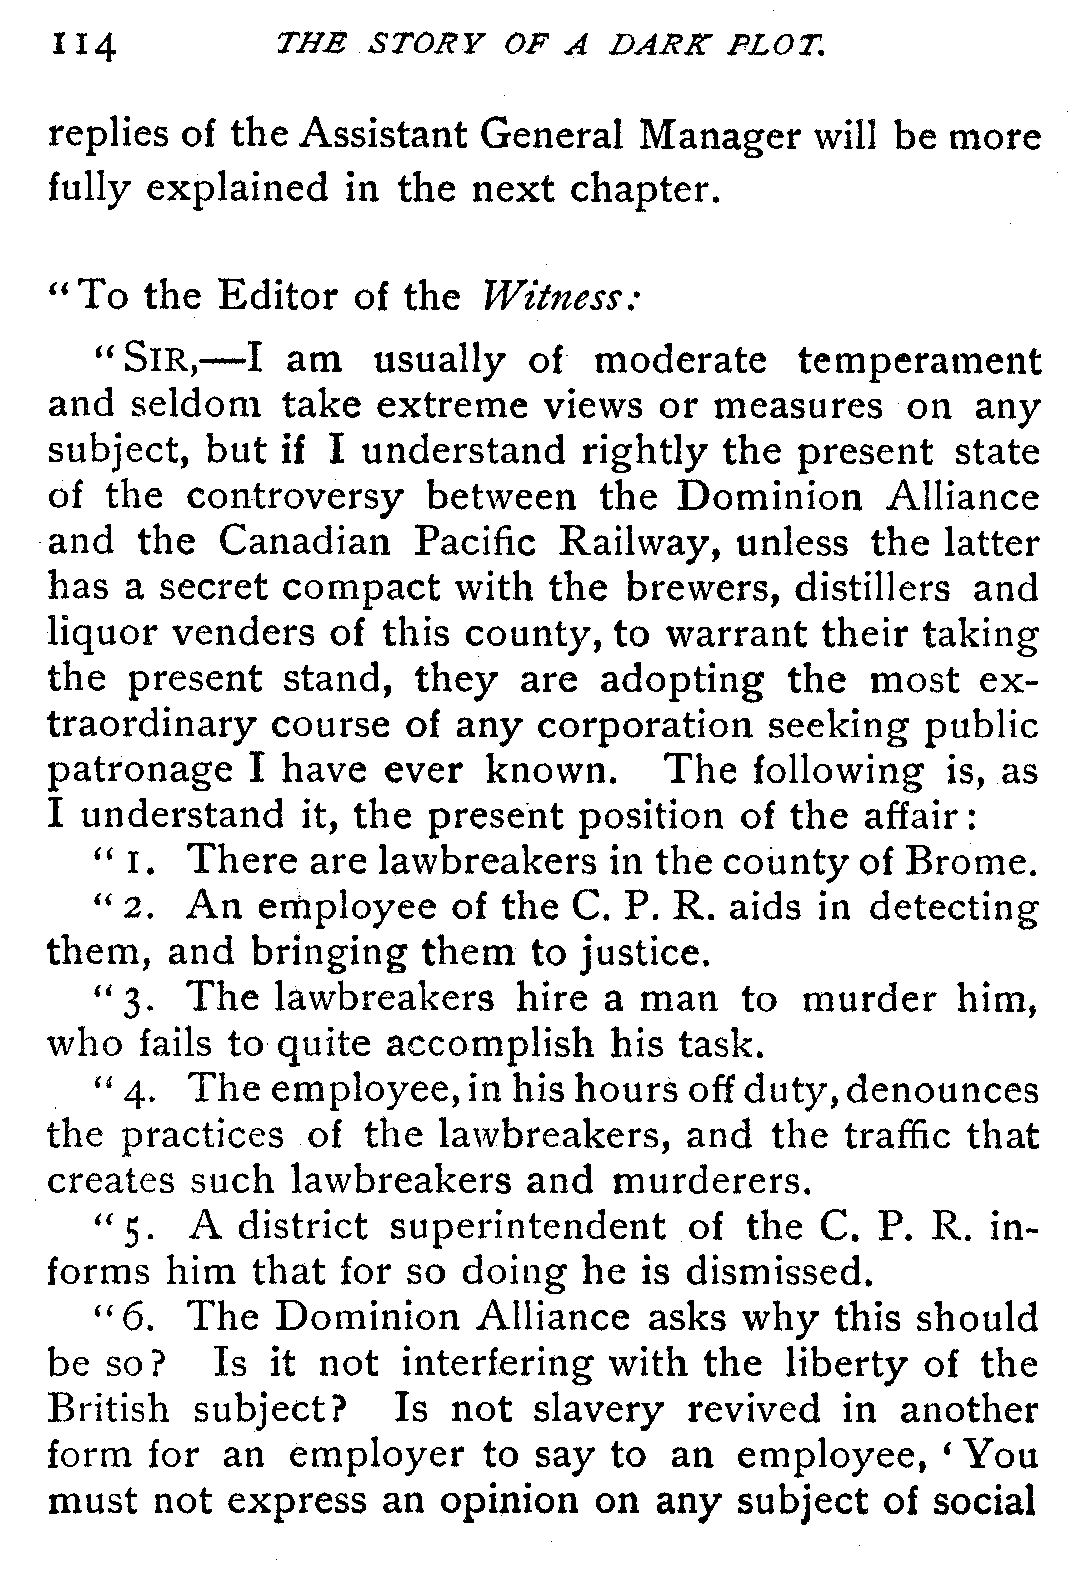 114 THE STORY OF A DARK PLOT.
replies of the Assistant General Manager will be more
fully explained in the next chapter.
"To the Editor of the Witness:
"SIR,—I am usually of moderate temperament
and seldom take extreme views or measures on any
subject, but if I understand rightly the present state
of the controversy between the Dominion Alliance
and the Canadian Pacific Railway, unless the latter
has a secret compact with the brewers, distillers and
liquor venders of this county, to warrant their taking
the present stand, they are adopting the most ex-
traordinary course of any corporation seeking public
patronage I have ever known. The following is, as
I understand it, the present position of the affair:
"1. There are lawbreakers in the county of Brome.
"2. An employee of the C. P. R. aids in detecting
them, and bringing them to justice.
"3. The lawbreakers hire a man to murder him,
who fails to quite accomplish his task.
"4. The employee, in his hours off duty, denounces
the practices of the lawbreakers, and the traffic that
creates such lawbreakers and murderers.
"5. A district superintendent of the C. P. R. in-
forms him that for so doing he is dismissed.
"6. The Dominion Alliance asks why this should
be so? Is it not interfering with the liberty of the
British subject? Is not slavery revived in another
form for an employer to say to an employee, 'You
must not express an opinion on any subject of social